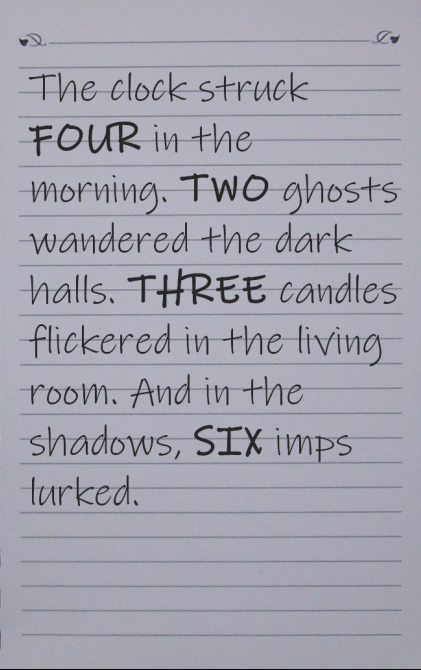 The clock struck
FOUR in the
morning. TWO ghosts
wandered the dark
halls. THREE candles
flickered in the living
room. And in the
shadows, SIX imps
lurked.